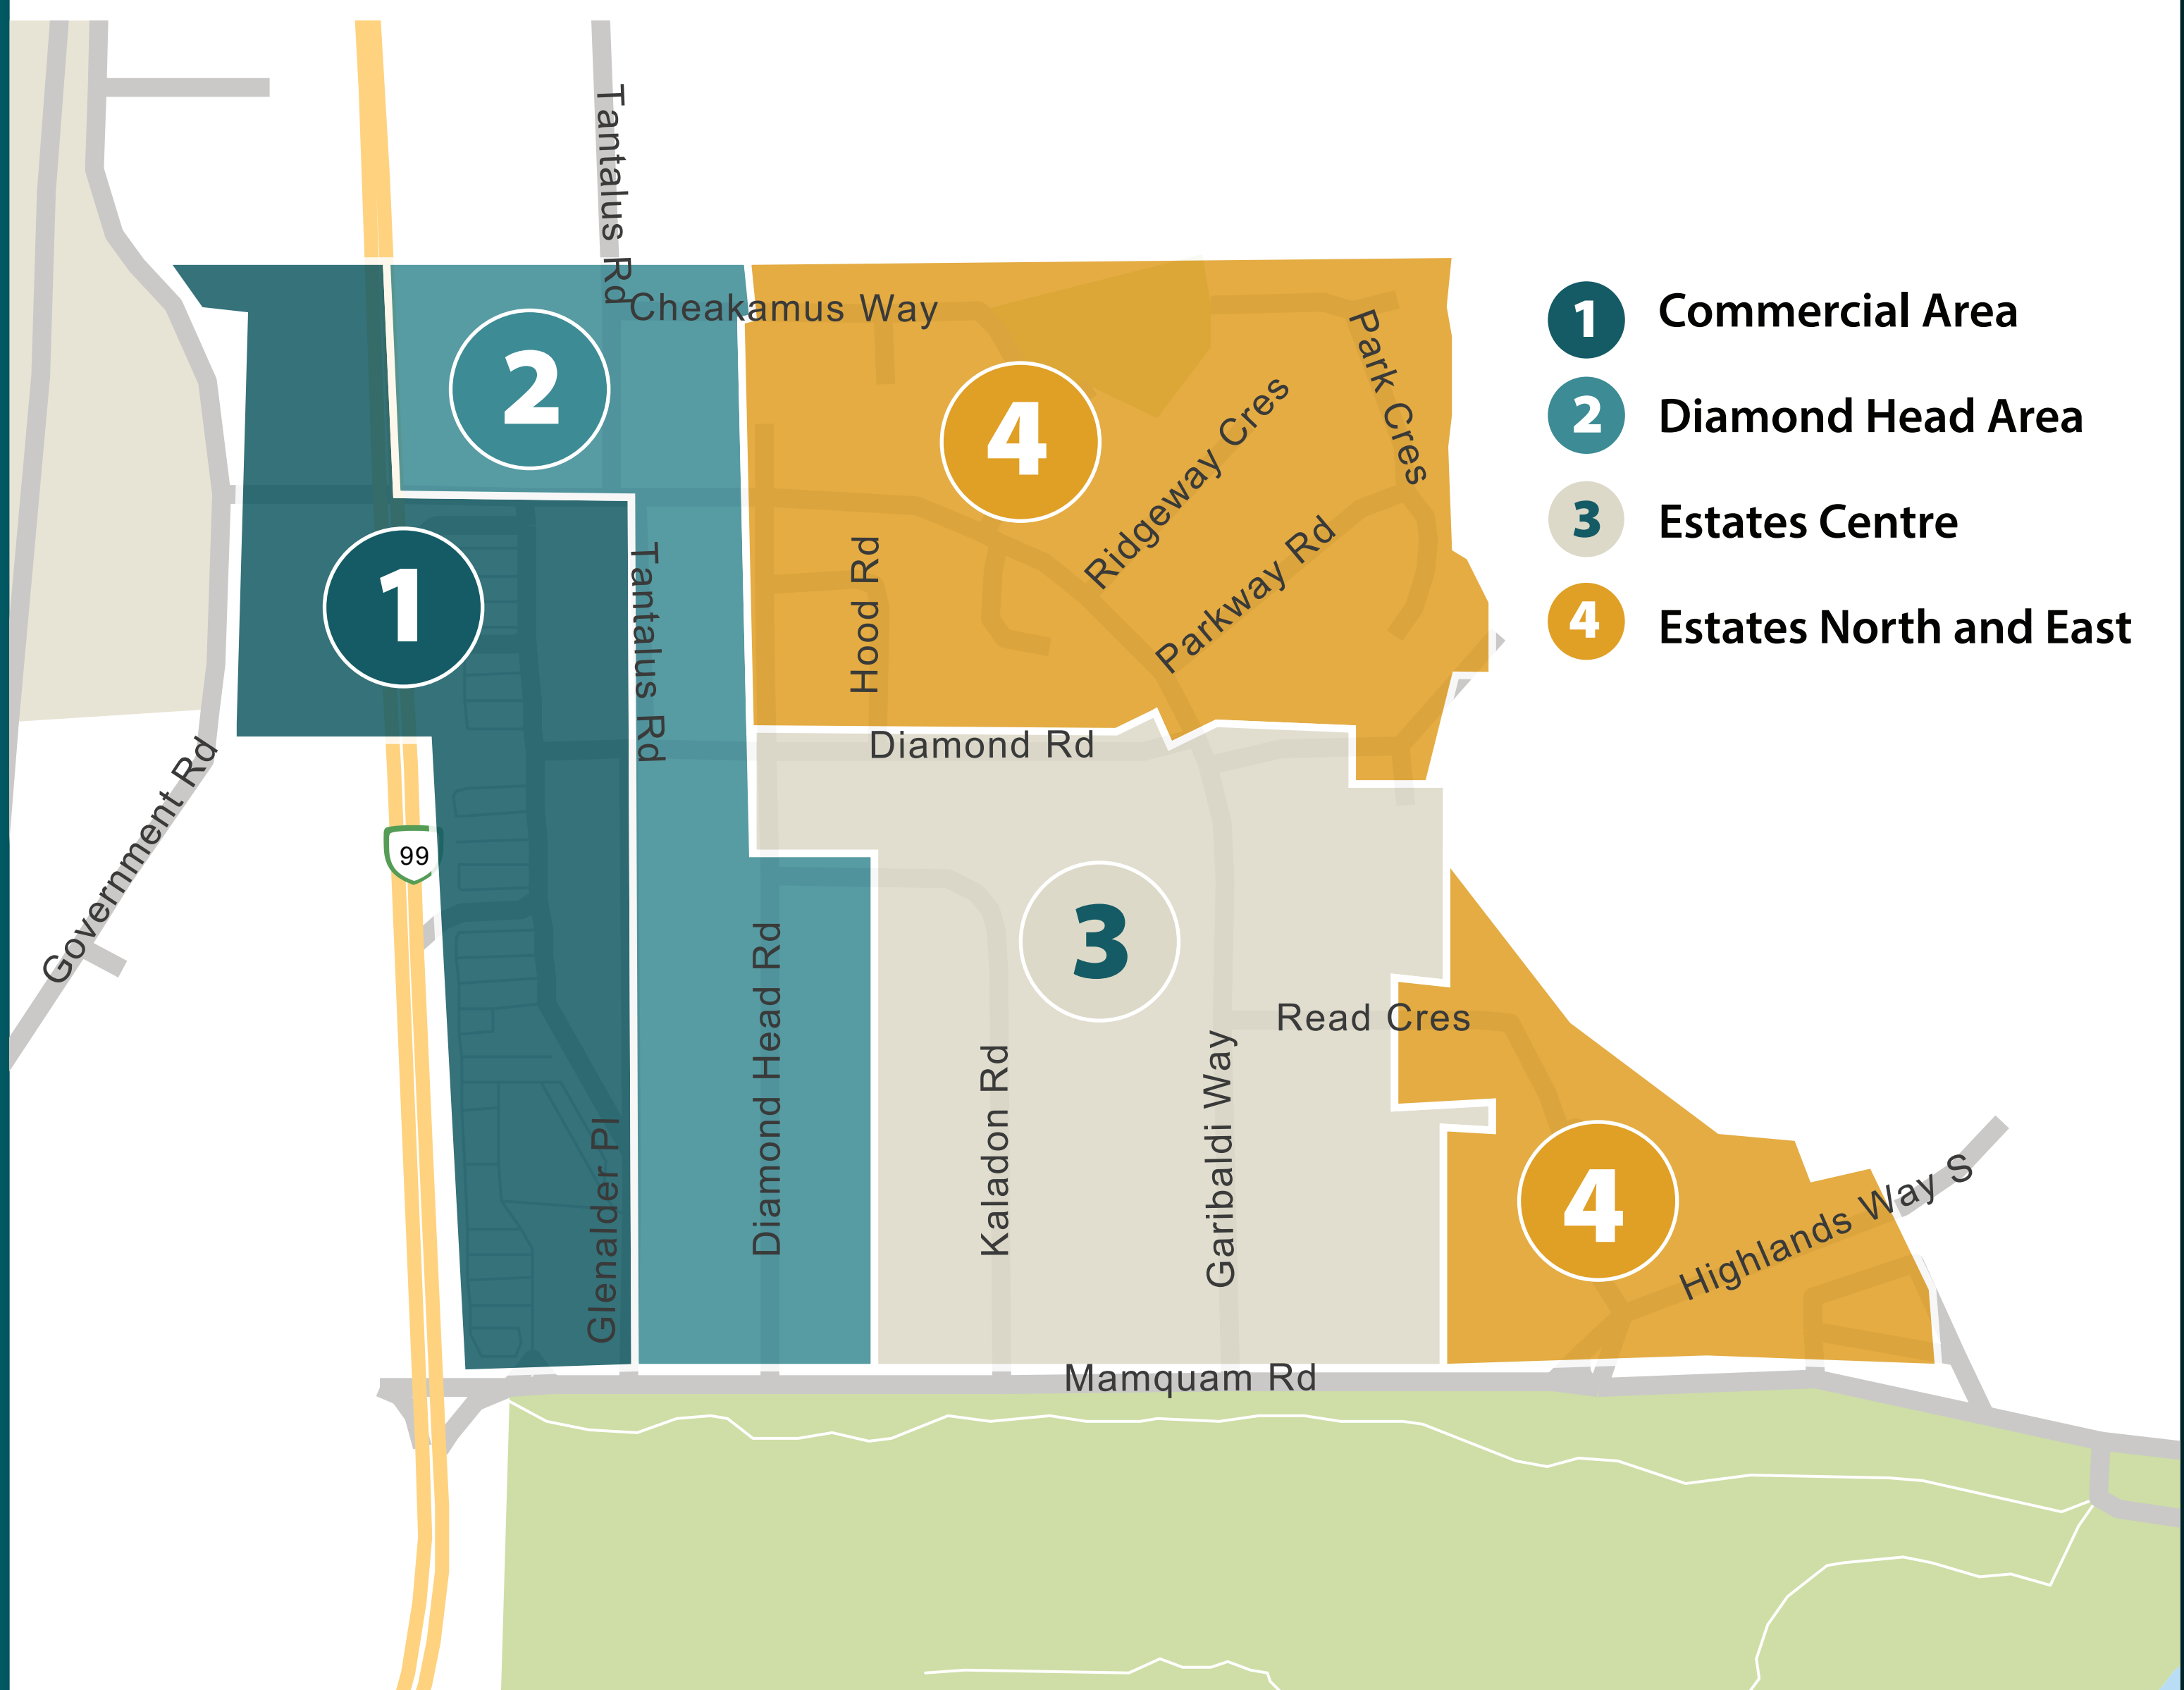 Tantalus Rd
Cheakamus Way
1 Commercial Area
2 Diamond Head Area
3 Estates Centre
4 Estates North and East
2
4
Park Cres
Ridgeway Cres
Parkway Rd
Hood Rd
1
Tantalus Rd
Diamond Rd
Government Rd
99
3
Diamond Head Rd
Read Cres
Kaladon Rd
Garibaldi Way
Glenalder Pl
4
Highlands Way S
Mamquam Rd